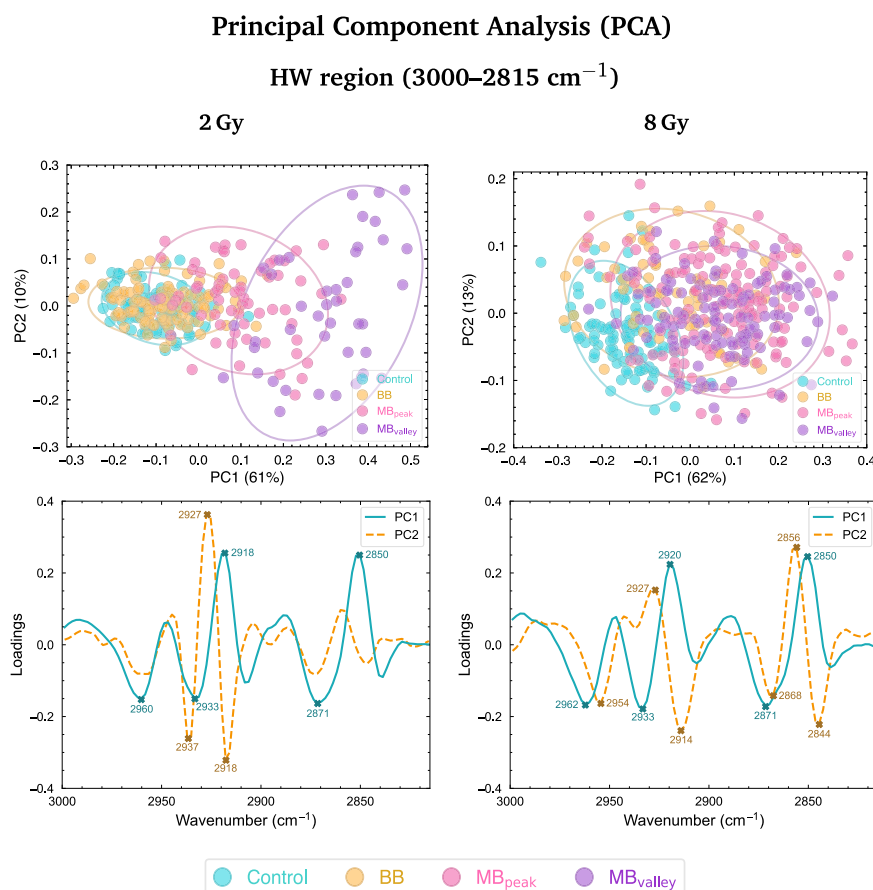 Principal Component Analysis (PCA)
HW region (3000–2815 cm⁻¹)
2 Gy
8 Gy
PC2 (10%)
0.3
0.2
0.1
0.0
−0.1
−0.2
−0.3
−0.3 −0.2 −0.1 0.0 0.1 0.2 0.3 0.4 0.5
PC1 (61%)
Control
BB
MBpeak
MBvalley
PC2 (13%)
0.2
0.1
0.0
−0.1
−0.2
−0.4 −0.3 −0.2 −0.1 0.0 0.1 0.2 0.3 0.4
PC1 (62%)
Control
BB
MBpeak
MBvalley
Loadings
0.4
0.2
0.0
−0.2
−0.4
3000 2950 2900 2850
Wavenumber (cm⁻¹)
PC1
PC2
2927
2918
2850
2960
2933
2871
2937
2918
Loadings
0.4
0.2
0.0
−0.2
−0.4
3000 2950 2900 2850
Wavenumber (cm⁻¹)
PC1
PC2
2856
2920
2850
2927
2962
2954
2933
2868
2871
2914
2844
Control BB MBpeak MBvalley